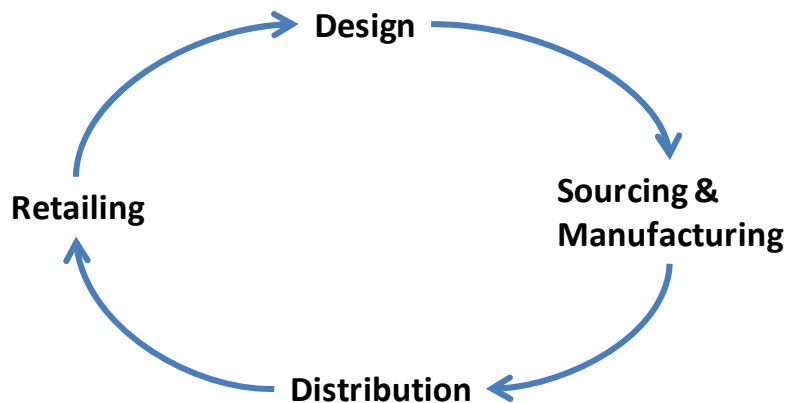 Design
Retailing
Sourcing &
Manufacturing
Distribution